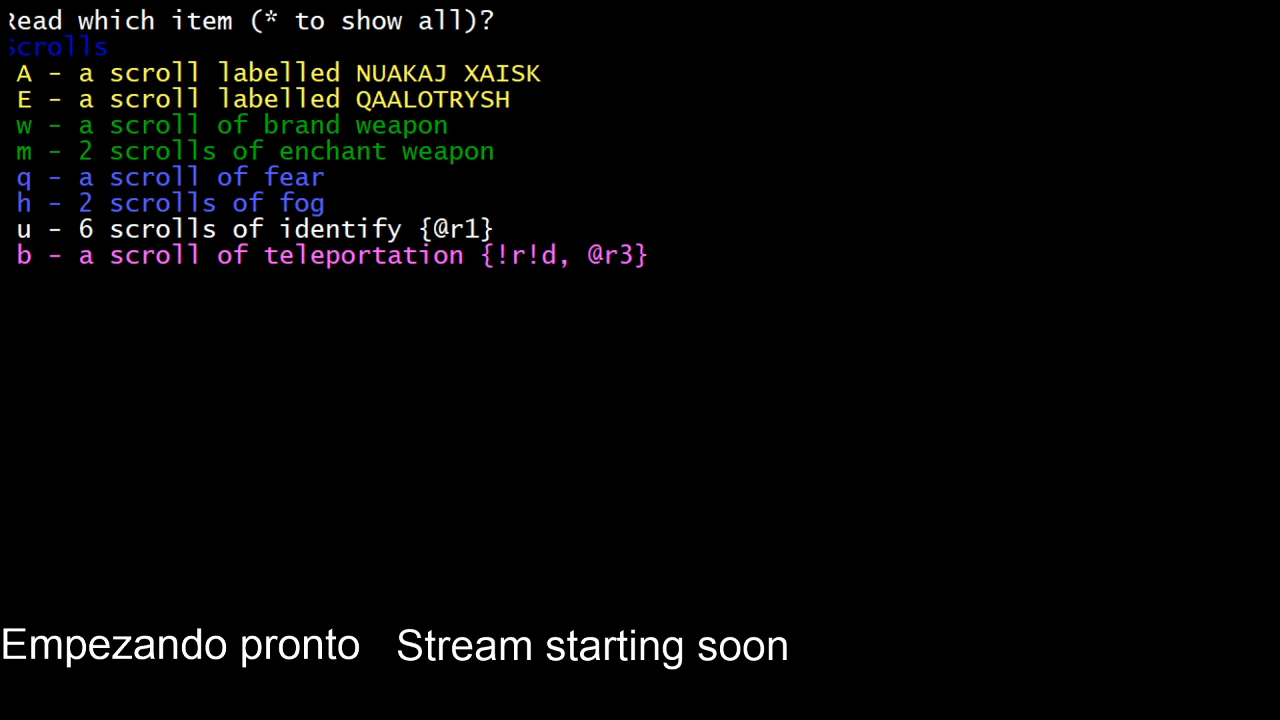 Read which item (* to show all)?
Scrolls
A - a scroll labelled NUAKAJ XAISK
E - a scroll labelled QAALOTRYSH
w - a scroll of brand weapon
m - 2 scrolls of enchant weapon
q - a scroll of fear
h - 2 scrolls of fog
u - 6 scrolls of identify {@r1}
b - a scroll of teleportation {!r!d, @r3}
Empezando pronto Stream starting soon